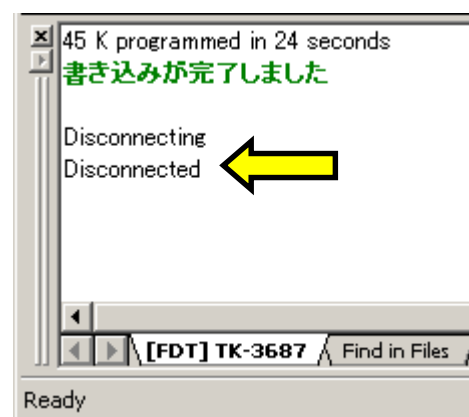 45 K programmed in 24 seconds
書き込みが完了しました
Disconnecting
Disconnected
[FDT] TK-3687 Find in Files
Ready